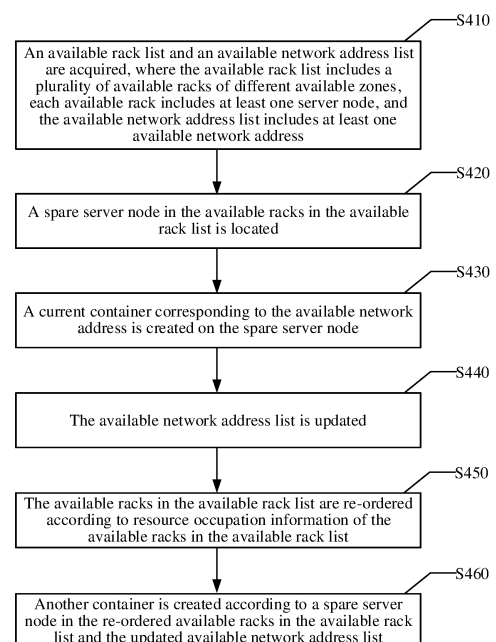 S410
An available rack list and an available network address list
are acquired, where the available rack list includes a
plurality of available racks of different available zones,
each available rack includes at least one server node, and
the available network address list includes at least one
available network address
S420
A spare server node in the available racks in the available
rack list is located
S430
A current container corresponding to the available network
address is created on the spare server node
S440
The available network address list is updated
S450
The available racks in the available rack list are re-ordered
according to resource occupation information of the
available racks in the available rack list
S460
Another container is created according to a spare server
node in the re-ordered available racks in the available rack
list and the updated available network address list